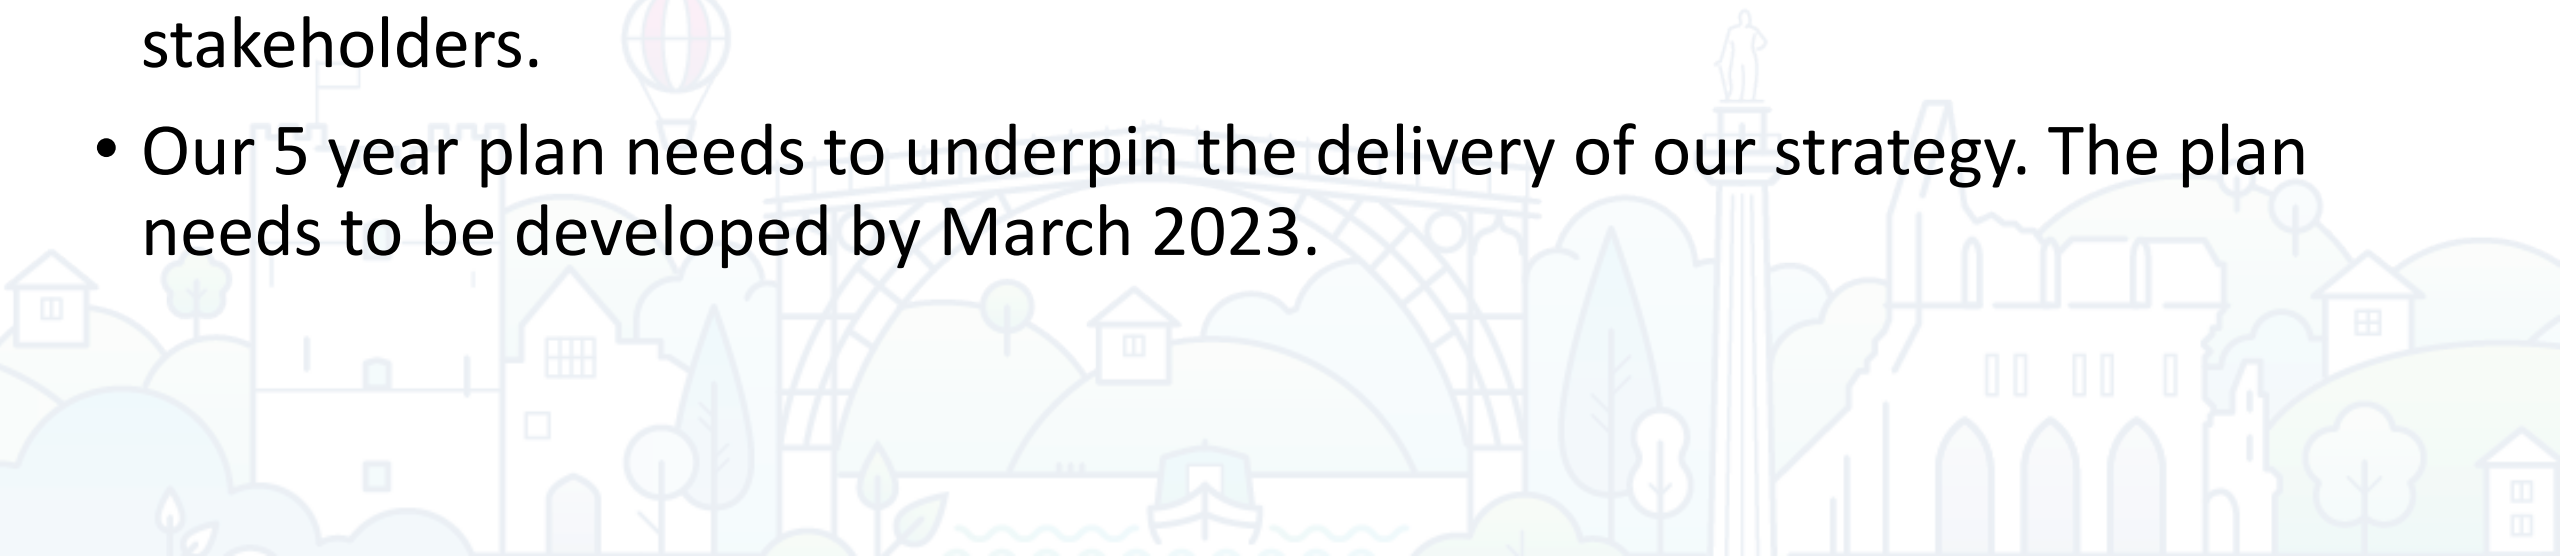 stakeholders.
• Our 5 year plan needs to underpin the delivery of our strategy. The plan
needs to be developed by March 2023.